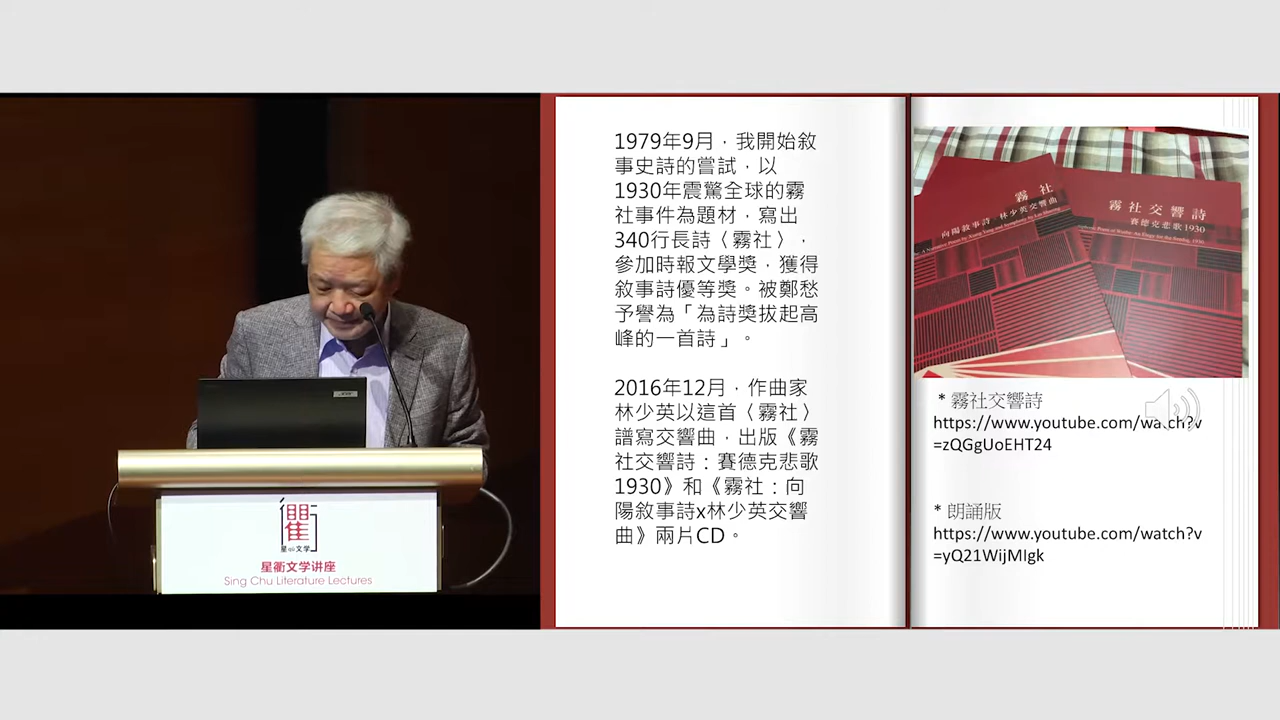 1979年9月，我開始敘
事史詩的嘗試，以
1930年震驚全球的霧
社事件為題材，寫出
340行長詩〈霧社〉，
參加時報文學獎，獲得
敘事詩優等獎。被鄭愁
予譽為「為詩獎拔起高
峰的一首詩」。
2016年12月，作曲家
林少英以這首〈霧社〉
譜寫交響曲，出版《霧
社交響詩：賽德克悲歌
1930》和《霧社：向
陽敘事詩x林少英交響
曲》兩片CD。
霧社
向陽敘事詩 林少英交響曲
霧社交響詩
賽德克悲歌1930
* 霧社交響詩
https://www.youtube.com/watch?v
=zQGgUoEHT24
* 朗誦版
https://www.youtube.com/watch?v
=yQ21WijMIgk
acer
星衢文学
星衢文学讲座
Sing Chu Literature Lectures